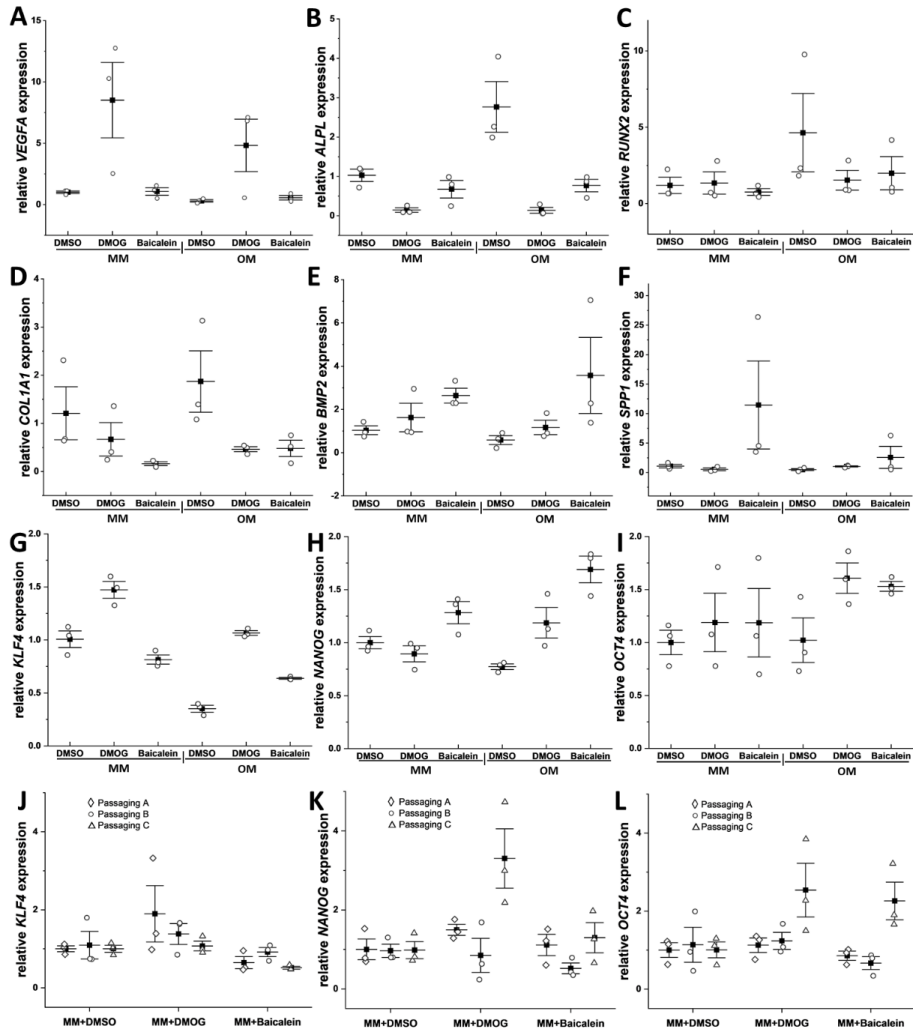 A
relative VEGFA expression
15
10
5
0
DMSO DMOG Baicalein DMSO DMOG Baicalein
MM OM
B
relative ALPL expression
5
4
3
2
1
0
DMSO DMOG Baicalein DMSO DMOG Baicalein
MM OM
C
relative RUNX2 expression
10
5
0
DMSO DMOG Baicalein DMSO DMOG Baicalein
MM OM
D
relative COL1A1 expression
4
3
2
1
0
DMSO DMOG Baicalein DMSO DMOG Baicalein
MM OM
E
relative BMP2 expression
8
6
4
2
0
DMSO DMOG Baicalein DMSO DMOG Baicalein
MM OM
F
relative SPP1 expression
30
25
20
15
10
5
0
DMSO DMOG Baicalein DMSO DMOG Baicalein
MM OM
G
relative KLF4 expression
2.0
1.5
1.0
0.5
0.0
DMSO DMOG Baicalein DMSO DMOG Baicalein
MM OM
H
relative NANOG expression
2.0
1.5
1.0
0.5
0.0
DMSO DMOG Baicalein DMSO DMOG Baicalein
MM OM
I
relative OCT4 expression
2.0
1.5
1.0
0.5
0.0
DMSO DMOG Baicalein DMSO DMOG Baicalein
MM OM
J
relative KLF4 expression
Passaging A
Passaging B
Passaging C
4
2
0
MM+DMSO MM+DMOG MM+Baicalein
K
relative NANOG expression
Passaging A
Passaging B
Passaging C
4
2
0
MM+DMSO MM+DMOG MM+Baicalein
L
relative OCT4 expression
Passaging A
Passaging B
Passaging C
4
2
0
MM+DMSO MM+DMOG MM+Baicalein